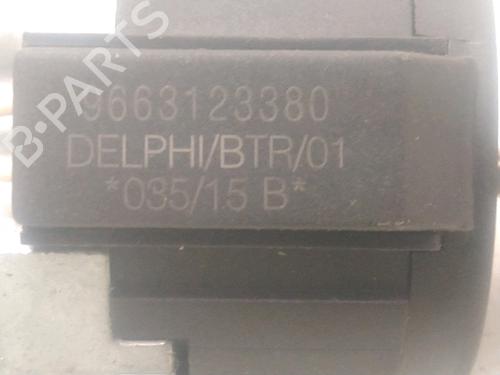 9663123380
DELPHI/BTR/01
*035/15 B*
B-PARTS